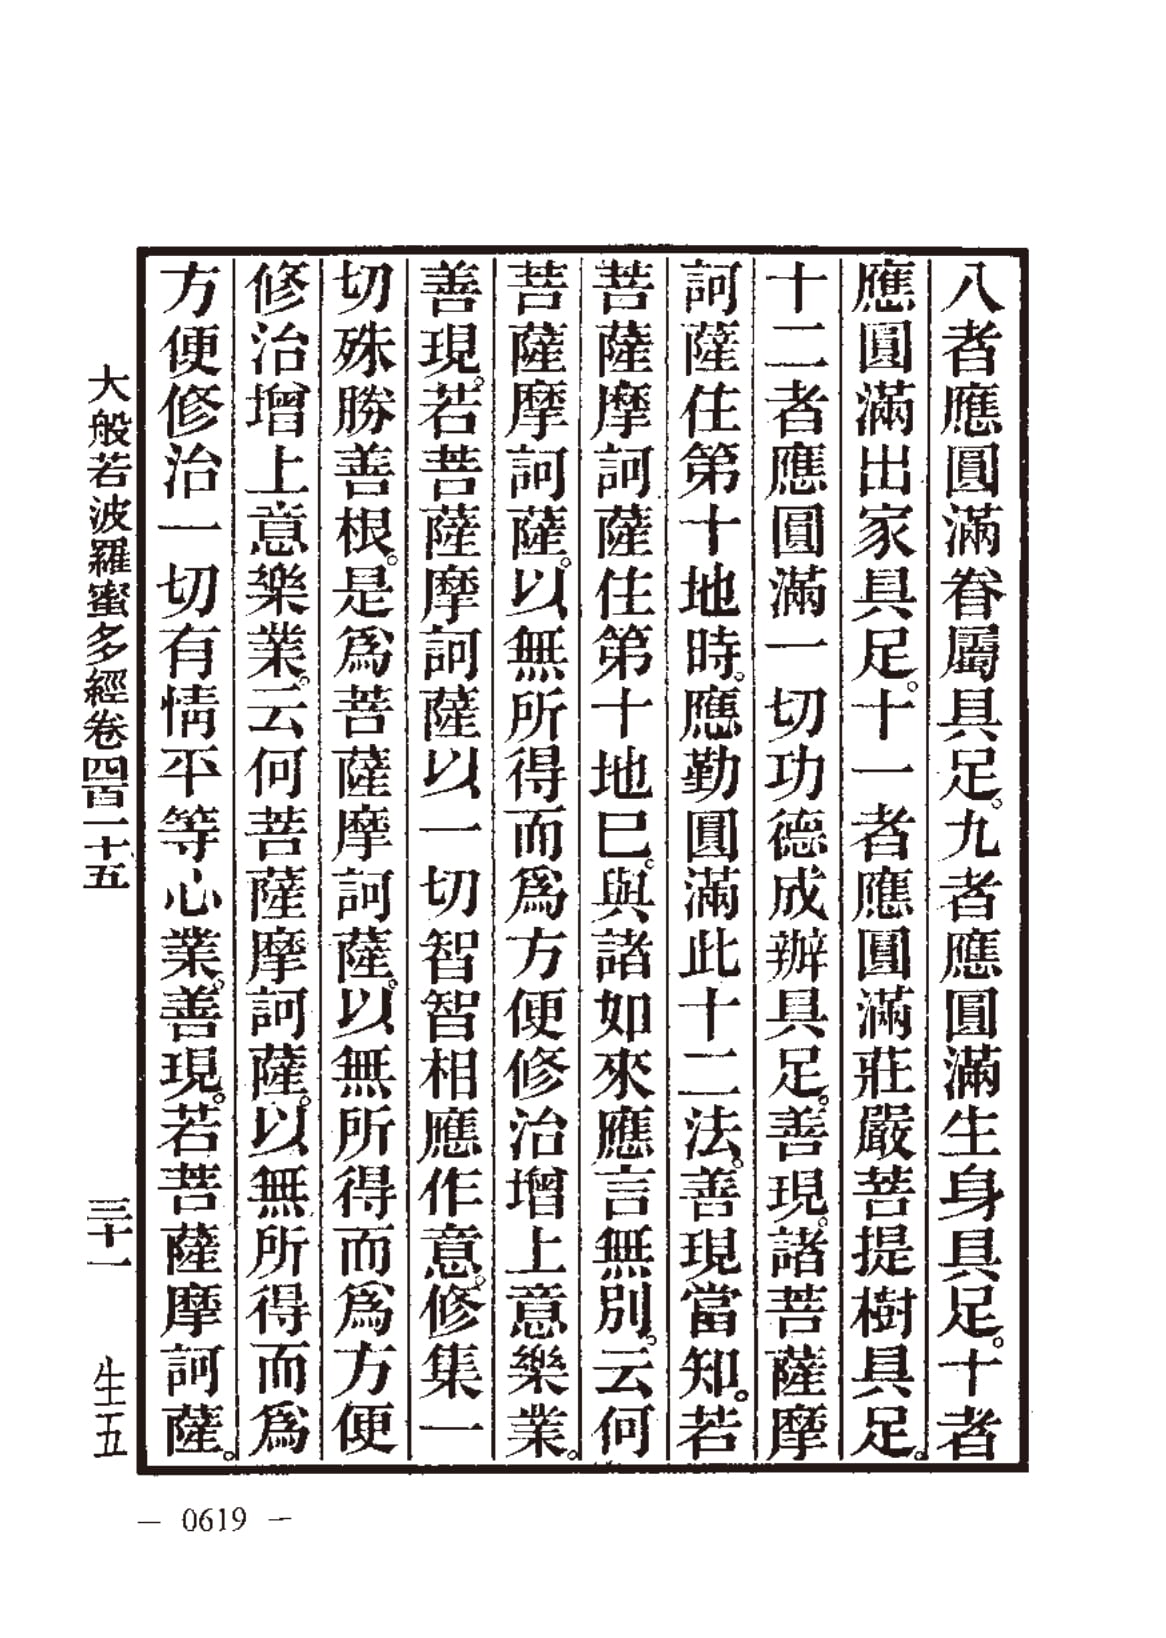 八者應圓滿眷屬具足。九者應圓滿生身具足。十者
應圓滿出家具足。十一者應圓滿莊嚴菩提樹具足。
十二者應圓滿一切功德成辦具足。善現。諸菩薩摩
訶薩住第十地時。應勤圓滿此十二法。善現當知。若
菩薩摩訶薩住第十地已。與諸如來應言無別。云何
菩薩摩訶薩。以無所得而爲方便修治增上意樂業。
善現。若菩薩摩訶薩以一切智智相應作意。修集一
切殊勝善根。是爲菩薩摩訶薩。以無所得而爲方便
修治增上意樂業。云何菩薩摩訶薩。以無所得而爲
方便修治一切有情平等心業。善現。若菩薩摩訶薩。
大般若波羅蜜多經卷四百一十五 三十一 生五
— 0619 —